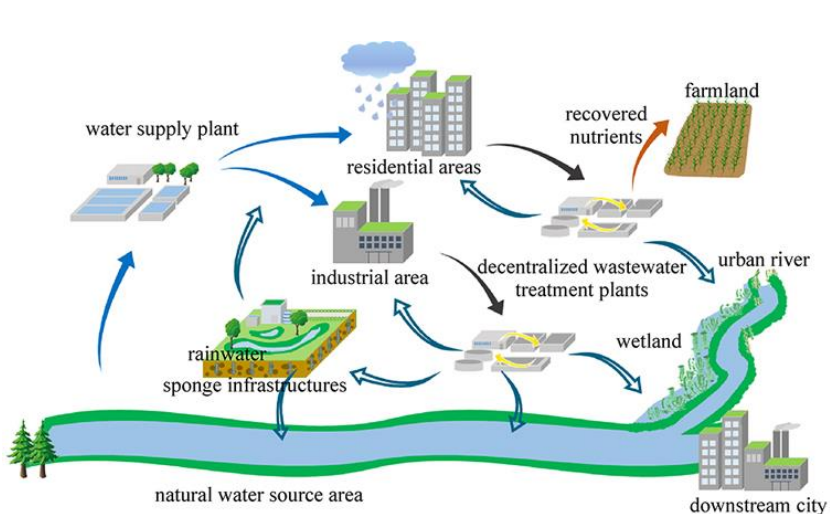 farmland
recovered
nutrients
water supply plant
residential areas
urban river
industrial area
decentralized wastewater
treatment plants
wetland
rainwater
sponge infrastructures
natural water source area
downstream city